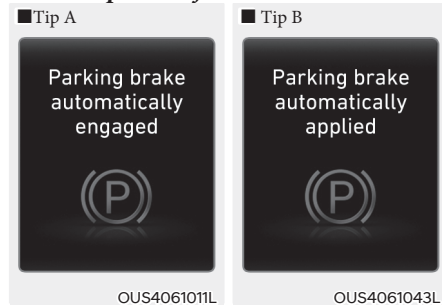 ■Tip A
Parking brake
automatically
engaged
P
OUS4061011L
■ Tip B
Parking brake
automatically
applied
P
OUS4061043L